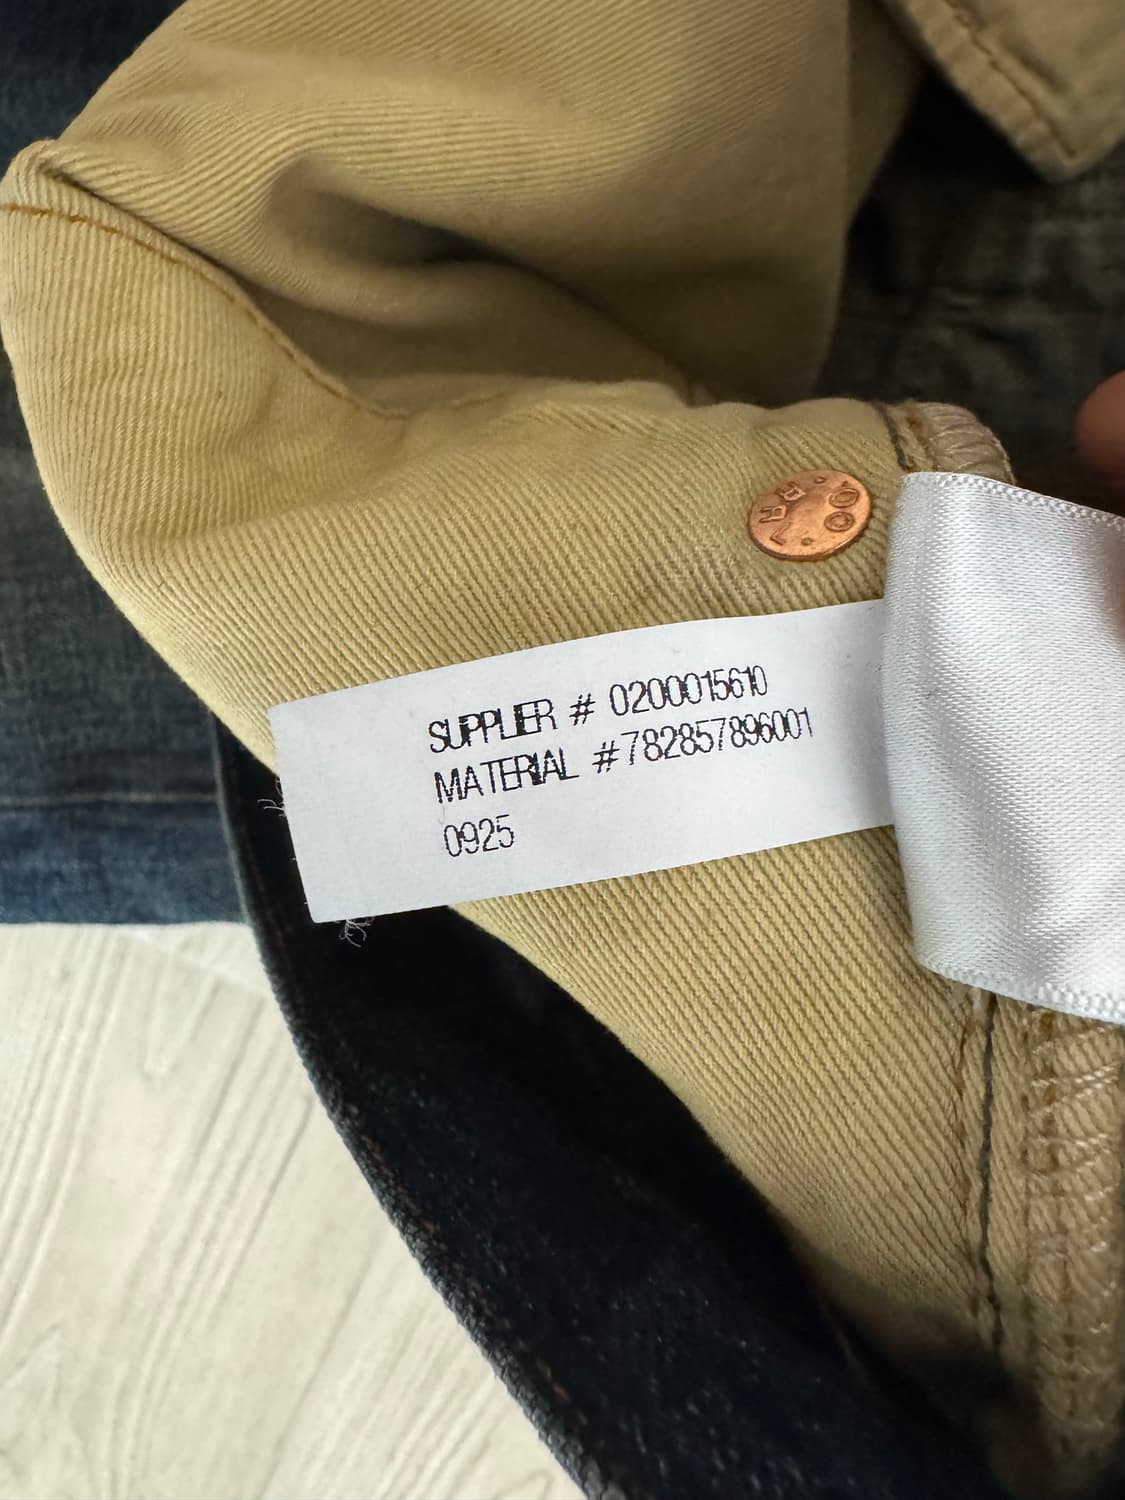 SUPPLIER # 0200015610
MATERIAL #782857896001
0925